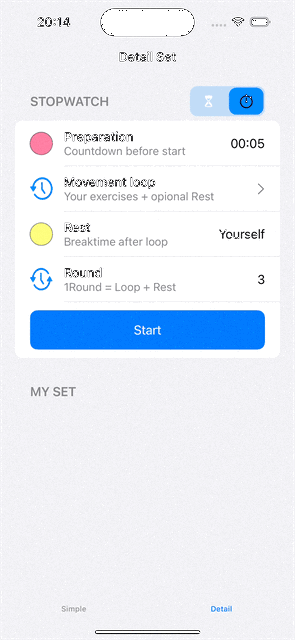 20:14
Detail Set
STOPWATCH
Preparation
00:05
Countdown before start
Movement loop
Your exercises + opional Rest
Rest
Yourself
Breaktime after loop
Round
3
1Round = Loop + Rest
Start
MY SET
Simple
Detail